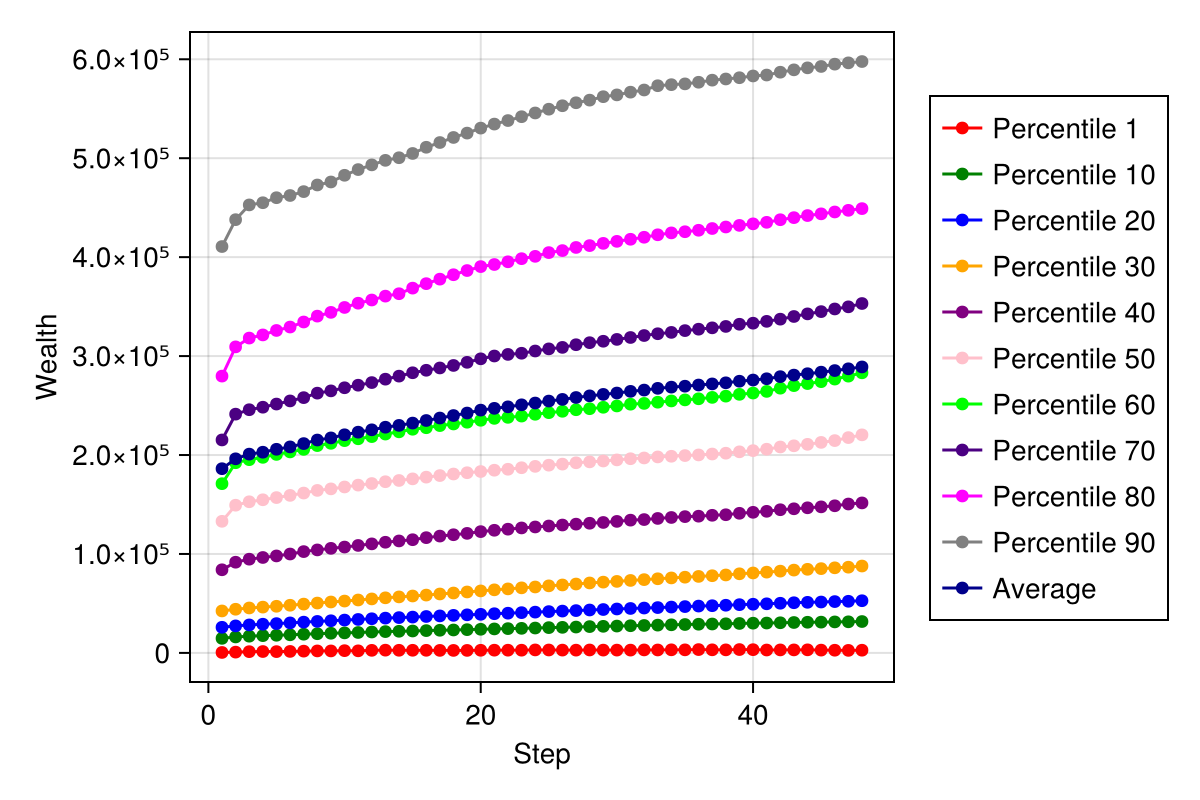 6.0×10⁵
5.0×10⁵
4.0×10⁵
3.0×10⁵
2.0×10⁵
1.0×10⁵
0
Wealth
0
20
40
Step
Percentile 1
Percentile 10
Percentile 20
Percentile 30
Percentile 40
Percentile 50
Percentile 60
Percentile 70
Percentile 80
Percentile 90
Average